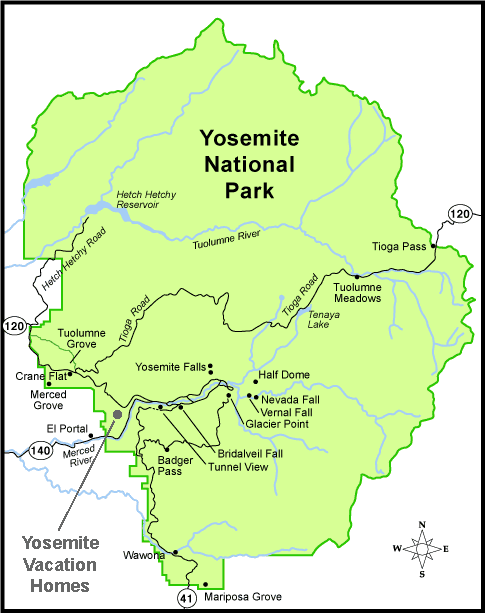 Yosemite
National
Park
Hetch Hetchy
Reservoir
120
Tuolumne River
Tioga Pass
Hetch Hetchy Road
Tioga Road
Tuolumne
Meadows
Tioga Road
Tenaya
Lake
120
Tuolumne
Grove
Yosemite Falls
Half Dome
Crane Flat
Merced
Grove
Nevada Fall
Vernal Fall
Glacier Point
El Portal
140
Merced
River
Bridalveil Fall
Tunnel View
Badger
Pass
Yosemite
Vacation
Homes
Wawona
N
W
E
S
41
Mariposa Grove